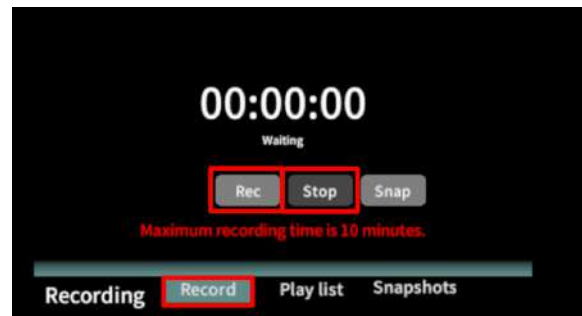 00:00:00
Waiting
Rec Stop Snap
Maximum recording time is 10 minutes.
Recording Record Play list Snapshots